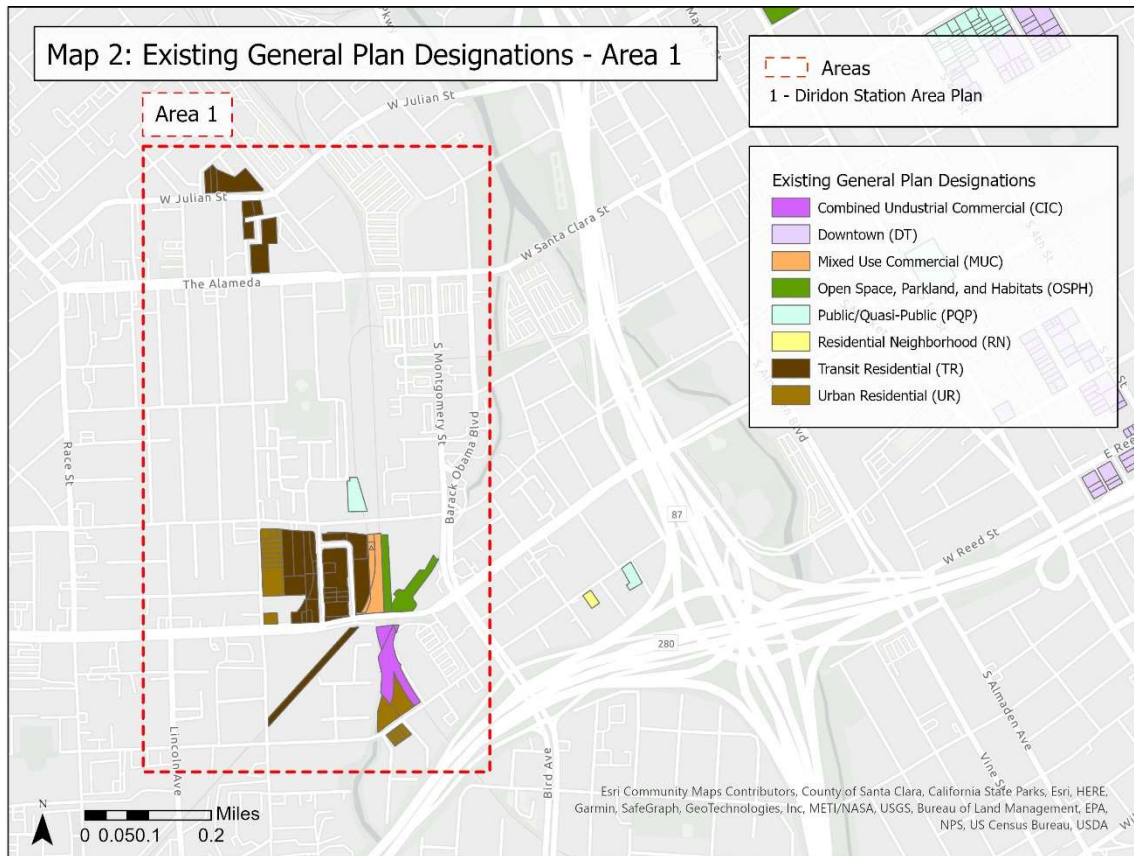 Map 2: Existing General Plan Designations - Area 1
Areas
1 - Diridon Station Area Plan
Area 1
Existing General Plan Designations
Combined Undustrial Commercial (CIC)
Downtown (DT)
Mixed Use Commercial (MUC)
Open Space, Parkland, and Habitats (OSPH)
Public/Quasi-Public (PQP)
Residential Neighborhood (RN)
Transit Residential (TR)
Urban Residential (UR)
Pkwy
Market
W Julian St
W Julian St
W Santa Clara St
The Alameda
S 4th St
S Montgomery St
Barack Obama Blvd
Race St
Blvd
E Reed
W Reed St
87
280
Lincoln Ave
Bird Ave
S Almaden Ave
Vine St
N
Miles
0 0.050.1 0.2
Esri Community Maps Contributors, County of Santa Clara, California State Parks, Esri, HERE,
Garmin, SafeGraph, GeoTechnologies, Inc, METI/NASA, USGS, Bureau of Land Management, EPA,
NPS, US Census Bureau, USDA